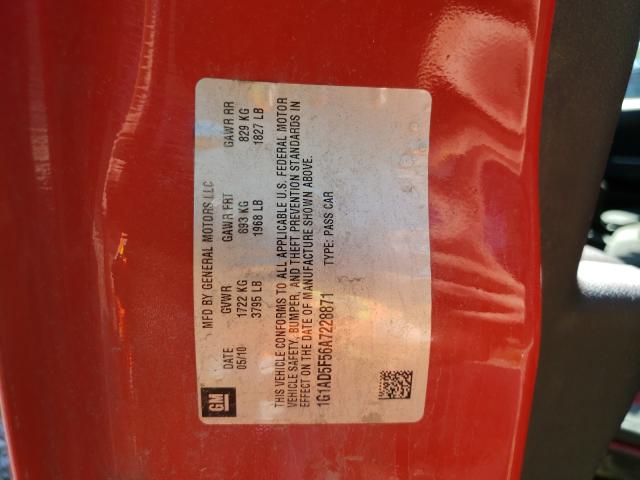 GM
MFD BY GENERAL MOTORS LLC
DATE GVWR GAWR FRT GAWR RR
05/10 1722 KG 893 KG 829 KG
3795 LB 1968 LB 1827 LB
THIS VEHICLE CONFORMS TO ALL APPLICABLE U.S. FEDERAL MOTOR
VEHICLE SAFETY, BUMPER, AND THEFT PREVENTION STANDARDS IN
EFFECT ON THE DATE OF MANUFACTURE SHOWN ABOVE.
1G1AD5F56A7228871 TYPE: PASS CAR